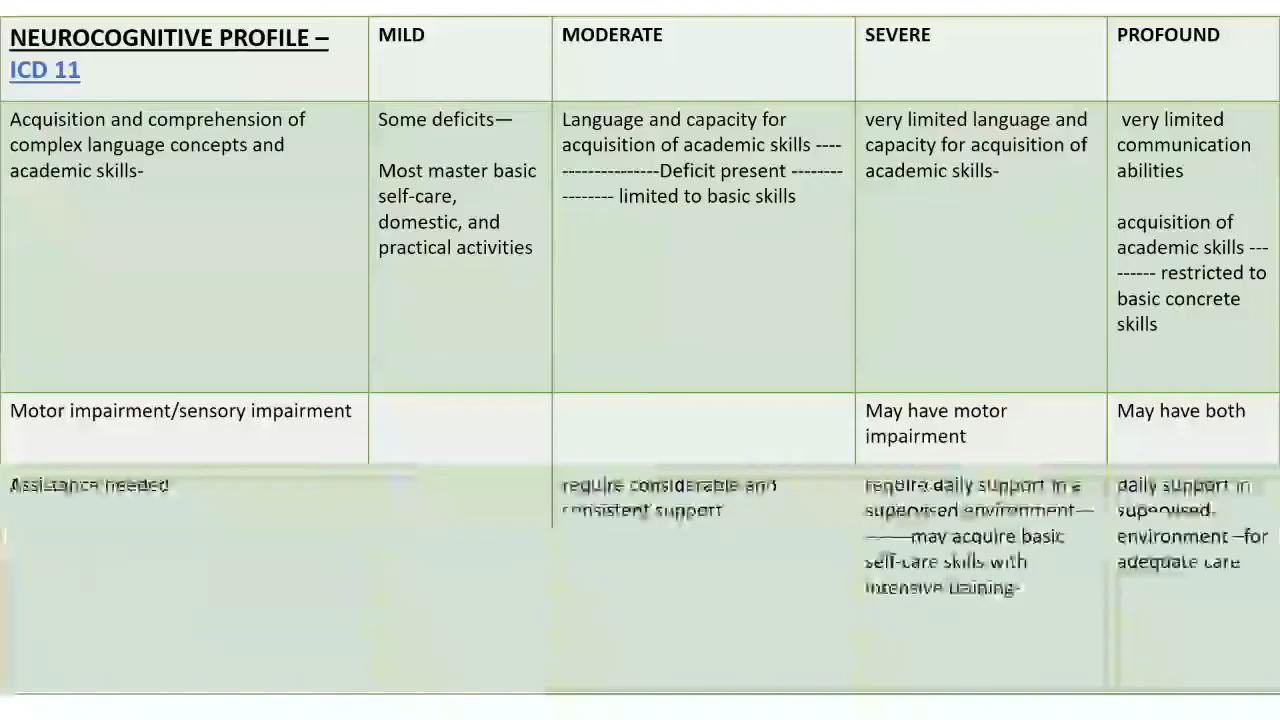 NEUROCOGNITIVE PROFILE –
ICD 11
MILD
MODERATE
SEVERE
PROFOUND
Acquisition and comprehension of
complex language concepts and
academic skills-
Some deficits—
Most master basic
self-care,
domestic, and
practical activities
Language and capacity for
acquisition of academic skills ----
---------------Deficit present --------
-------- limited to basic skills
very limited language and
capacity for acquisition of
academic skills-
very limited
communication
abilities
acquisition of
academic skills ---
------ restricted to
basic concrete
skills
Motor impairment/sensory impairment
May have motor
impairment
May have both
Assistance needed
require considerable and
consistent support
require daily support in a
supervised environment—
———may acquire basic
self-care skills with
intensive training-
daily support in
supervised
environment –for
adequate care